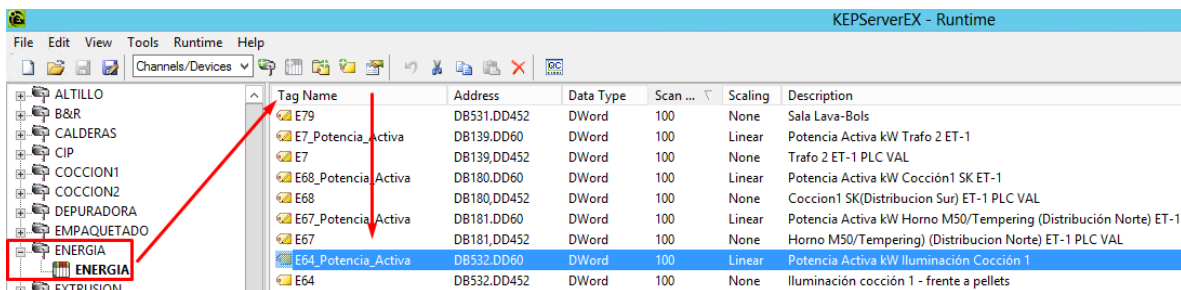 KEPServerEX - Runtime
File Edit View Tools Runtime Help
Channels/Devices
ALTILLO
B&R
CALDERAS
CIP
COCCION1
COCCION2
DEPURADORA
EMPAQUETADO
ENERGIA
ENERGIA
EXTRUSION
Tag Name Address Data Type Scan ... Scaling Description
E79 DB531.DD452 DWord 100 None Sala Lava-Bols
E7_Potencia_Activa DB139.DD60 DWord 100 Linear Potencia Activa kW Trafo 2 ET-1
E7 DB139,DD452 DWord 100 None Trafo 2 ET-1 PLC VAL
E68_Potencia_Activa DB180.DD60 DWord 100 Linear Potencia Activa kW Cocción1 SK ET-1
E68 DB180,DD452 DWord 100 None Coccion1 SK(Distribucion Sur) ET-1 PLC VAL
E67_Potencia_Activa DB181.DD60 DWord 100 Linear Potencia Activa kW Horno M50/Tempering (Distribución Norte) ET-1
E67 DB181,DD452 DWord 100 None Horno M50/Tempering) (Distribucion Norte) ET-1 PLC VAL
E64_Potencia_Activa DB532.DD60 DWord 100 Linear Potencia Activa kW Iluminación Cocción 1
E64 DB532.DD452 DWord 100 None Iluminación cocción 1 - frente a pellets